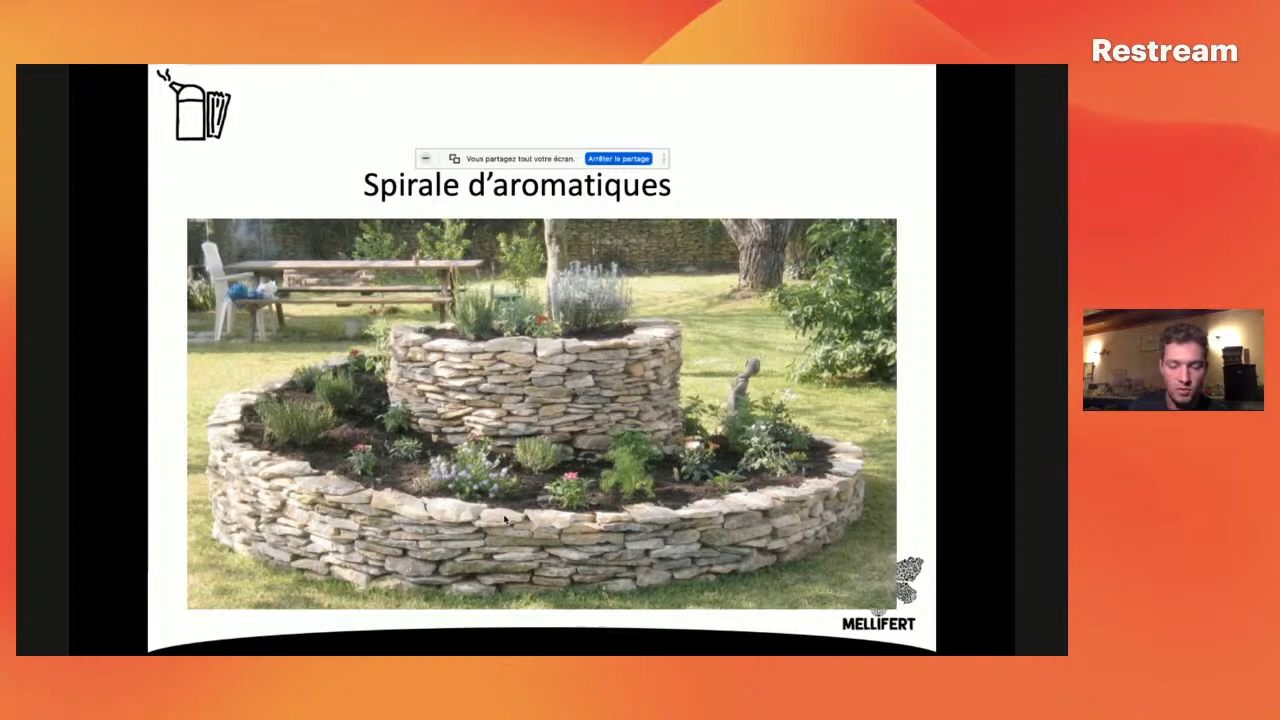 Restream
Vous partagez tout votre écran.
Arrêter le partage
Spirale d’aromatiques
MELLIFERT